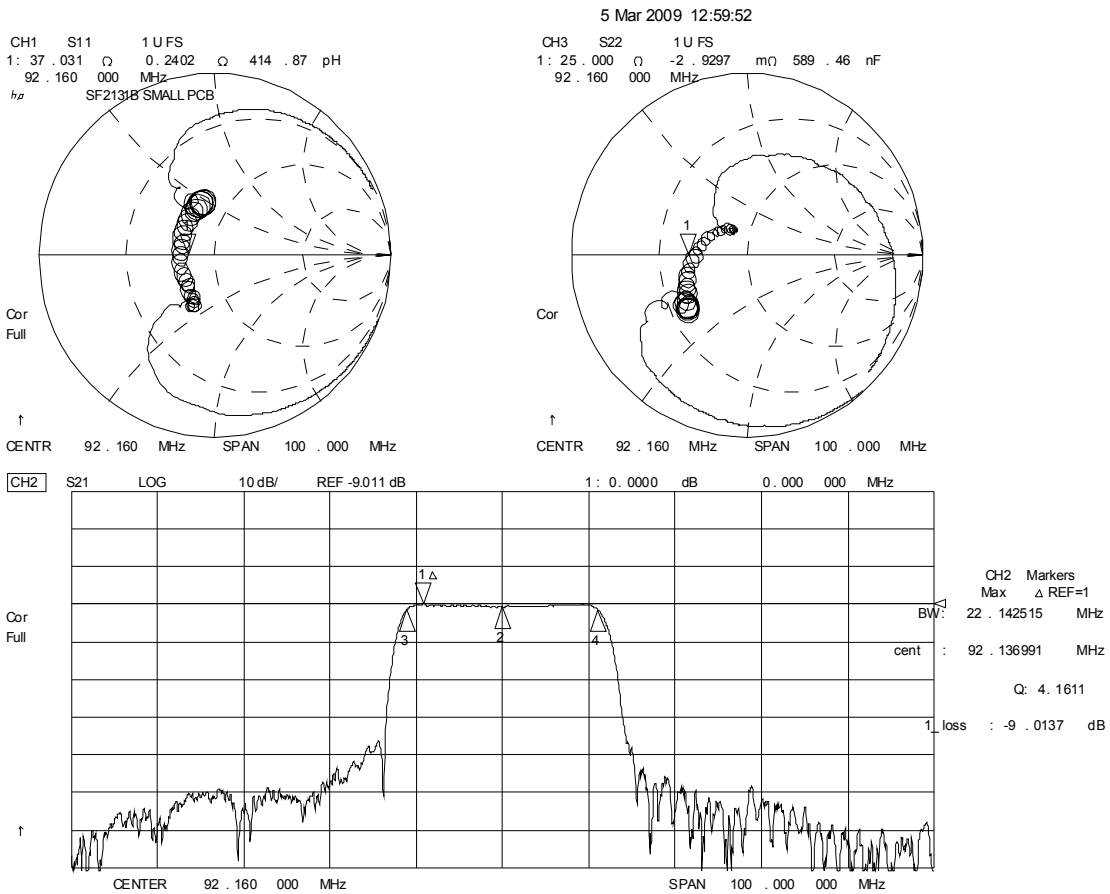 5 Mar 2009 12:59:52
CH1 S11 1 U FS
1: 37 .031 Ω 0.2402 Ω 414 .87 pH
92 .160 000 MHz
hp SF2131B SMALL PCB
Cor
Full
↑
CENTR 92 .160 MHz SPAN 100 .000 MHz
CH3 S22 1 U FS
1: 25 .000 Ω -2 .9297 mΩ 589 .46 nF
92 .160 000 MHz
1
Cor
↑
CENTR 92 .160 MHz SPAN 100 .000 MHz
CH2 S21 LOG 10 dB/ REF -9.011 dB 1: 0.0000 dB 0.000 000 MHz
1 Δ
3 2 4
Cor
Full
↑
CH2 Markers
Max Δ REF=1
BW: 22 .142515 MHz
cent : 92 .136991 MHz
Q: 4.1611
1_loss : -9 .0137 dB
CENTER 92 .160 000 MHz SPAN 100 .000 000 MHz